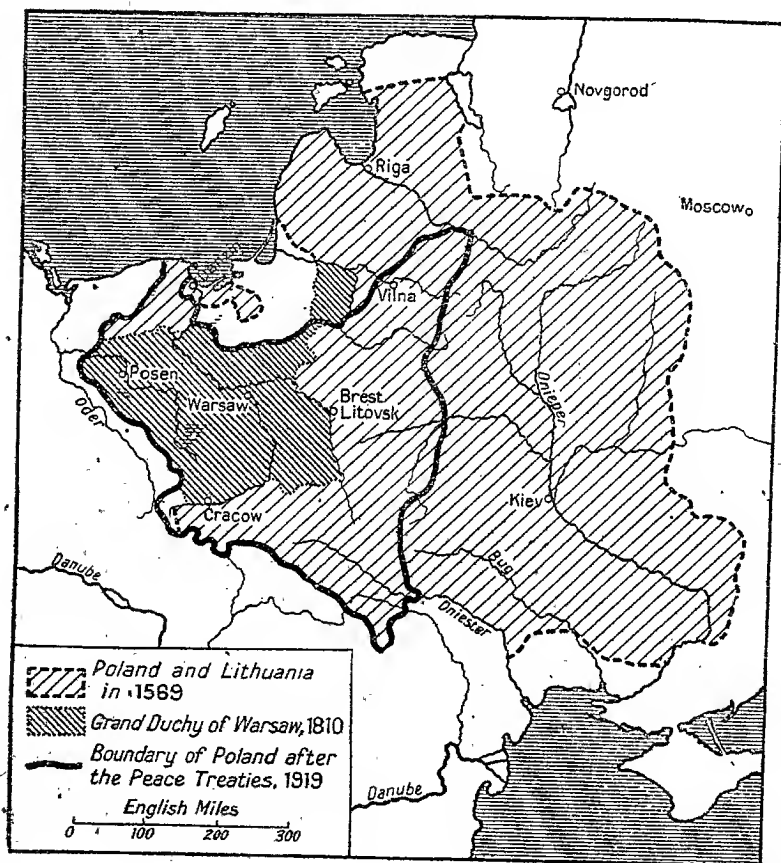 Novgorod
Riga
Moscow
Danzig
Vilna
Posen
Oder
Warsaw
Brest
Litovsk
Dnieper
Cracow
Kiev
Danube
Bug
Dniester
Poland and Lithuania
in 1569
Grand Duchy of Warsaw, 1810
Boundary of Poland after
the Peace Treaties, 1919
English Miles
0 100 200 300
Danube